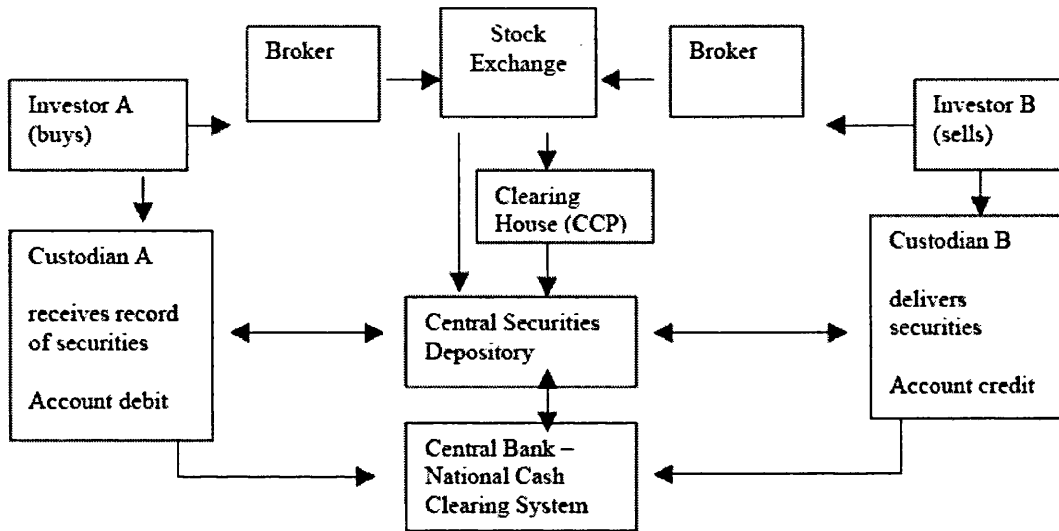 Broker
Stock
Exchange
Broker
Investor A
(buys)
Investor B
(sells)
Clearing
House (CCP)
Custodian A
receives record
of securities
Account debit
Central Securities
Depository
Custodian B
delivers
securities
Account credit
Central Bank –
National Cash
Clearing System